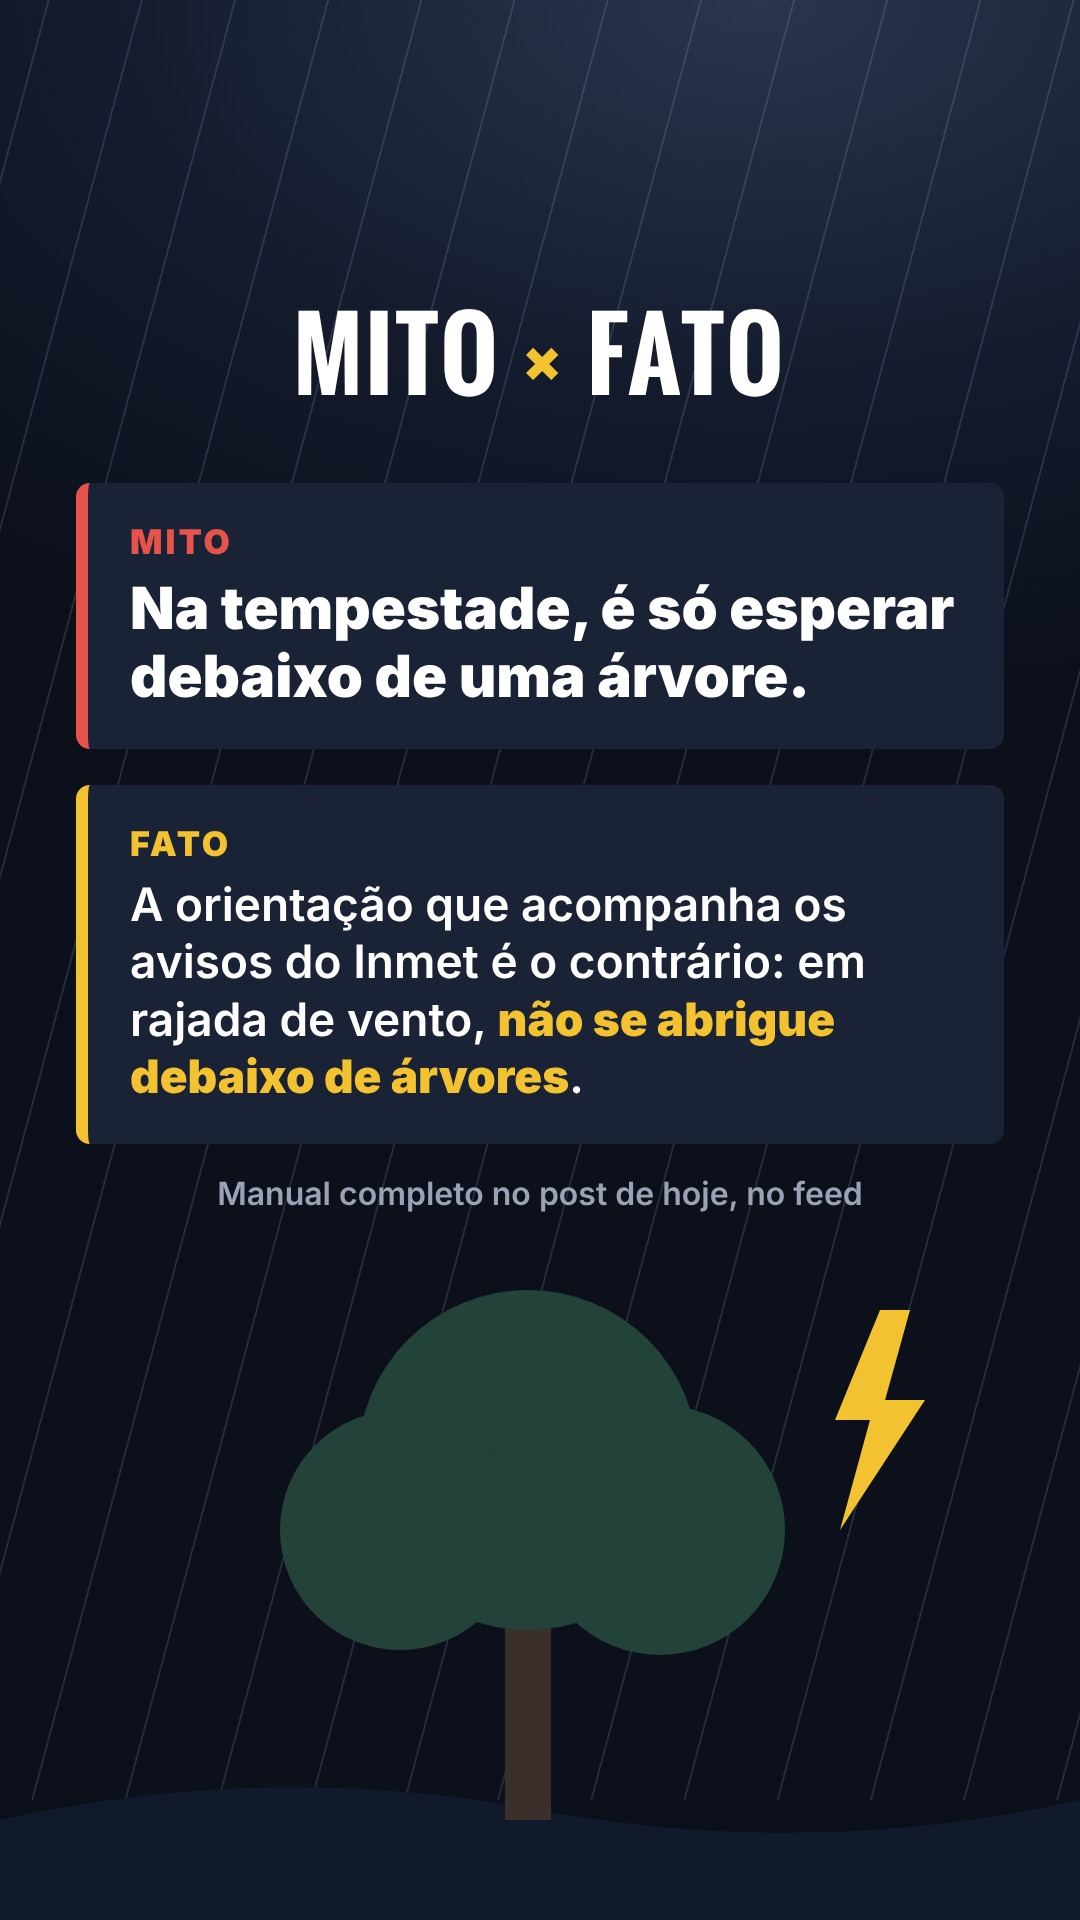 MITO × FATO
MITO
Na tempestade, é só esperar
debaixo de uma árvore.
FATO
A orientação que acompanha os
avisos do Inmet é o contrário: em
rajada de vento, não se abrigue
debaixo de árvores.
Manual completo no post de hoje, no feed